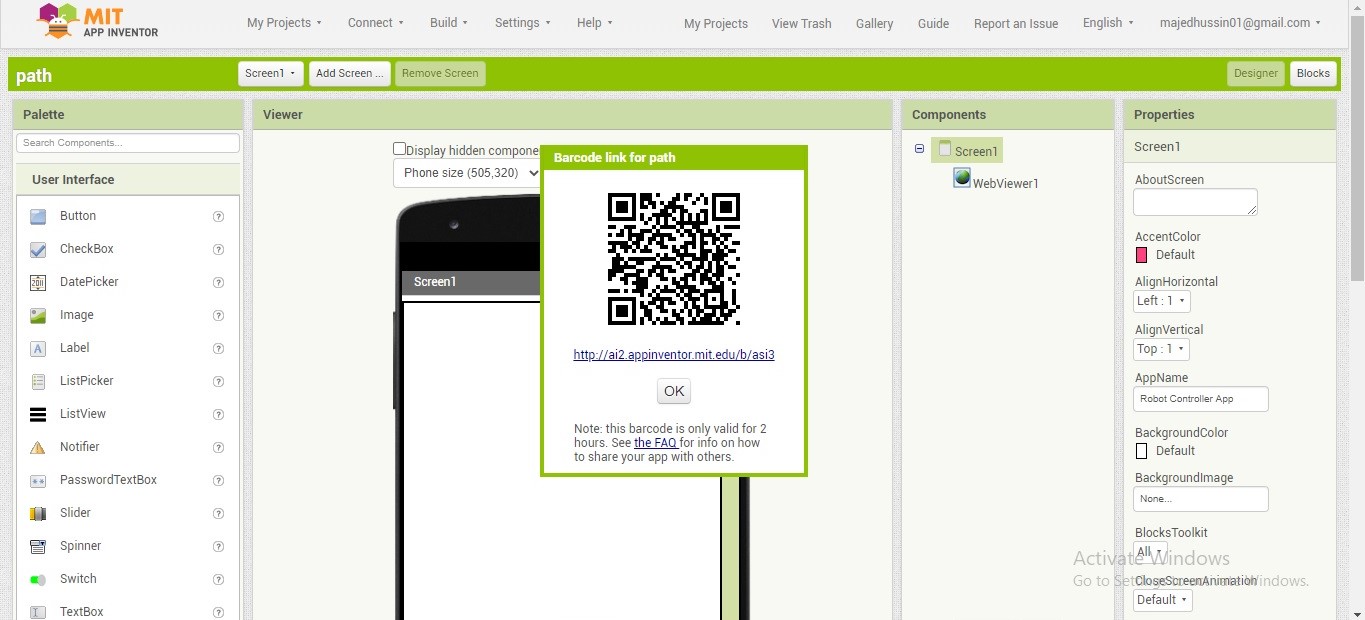 MIT
APP INVENTOR
My Projects
Connect
Build
Settings
Help
My Projects
View Trash
Gallery
Guide
Report an Issue
English
majedhussin01@gmail.com
path
Screen1
Add Screen ...
Remove Screen
Designer
Blocks
Palette
Search Components...
User Interface
Button
CheckBox
DatePicker
Image
Label
ListPicker
ListView
Notifier
PasswordTextBox
Slider
Spinner
Switch
TextBox
Viewer
Display hidden compone
Phone size (505,320)
Screen1
Barcode link for path
http://ai2.appinventor.mit.edu/b/asi3
OK
Note: this barcode is only valid for 2
hours. See the FAQ for info on how
to share your app with others.
Components
Screen1
WebViewer1
Properties
Screen1
AboutScreen
AccentColor
Default
AlignHorizontal
Left : 1
AlignVertical
Top : 1
AppName
Robot Controller App
BackgroundColor
Default
BackgroundImage
None...
BlocksToolkit
All
CloseScreenAnimation
Default
Activate Windows
Go to Settings to activate Windows.